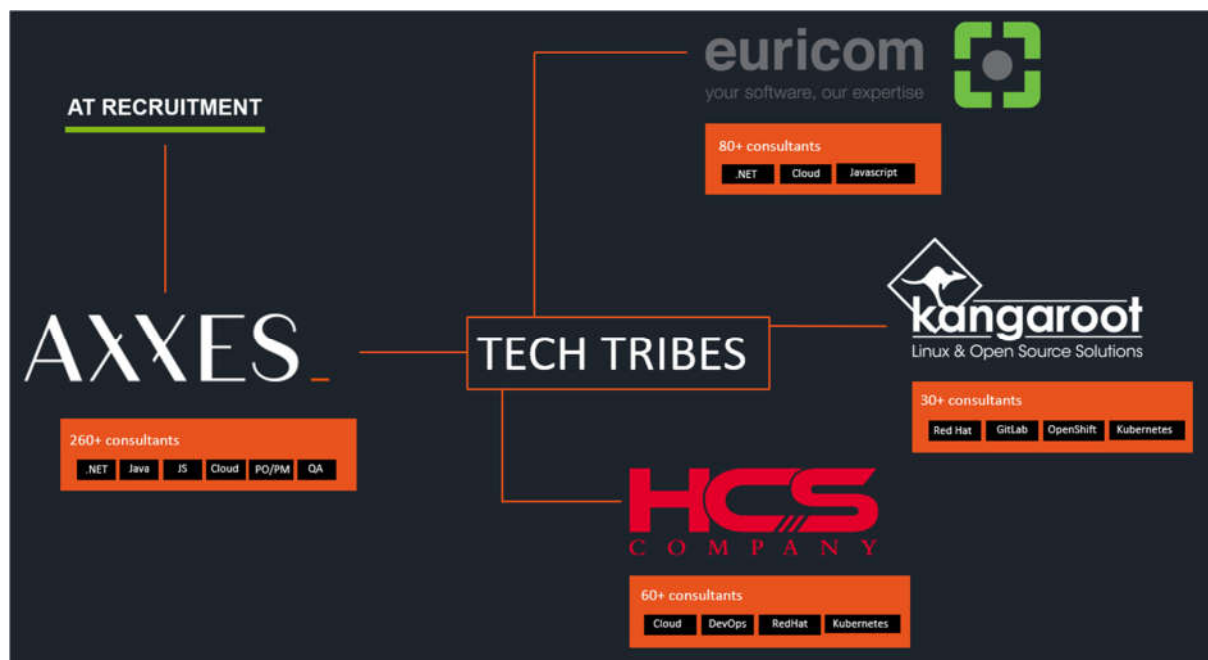 AT RECRUITMENT
AXXES_
260+ consultants
.NET Java JS Cloud PO/PM QA
TECH TRIBES
euricom
your software, our expertise
80+ consultants
.NET Cloud Javascript
kangaroot
Linux & Open Source Solutions
30+ consultants
Red Hat GitLab OpenShift Kubernetes
HCS
COMPANY
60+ consultants
Cloud DevOps RedHat Kubernetes